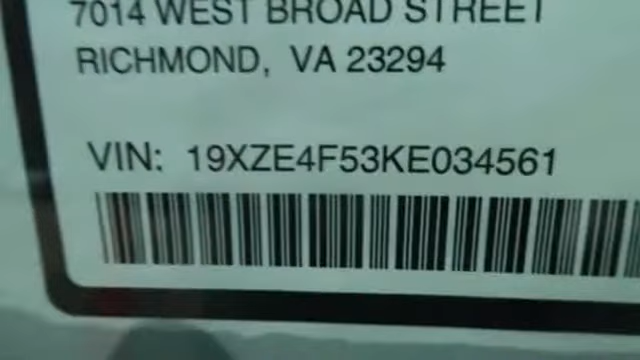 7014 WEST BROAD STREET
RICHMOND, VA 23294
VIN: 19XZE4F53KE034561